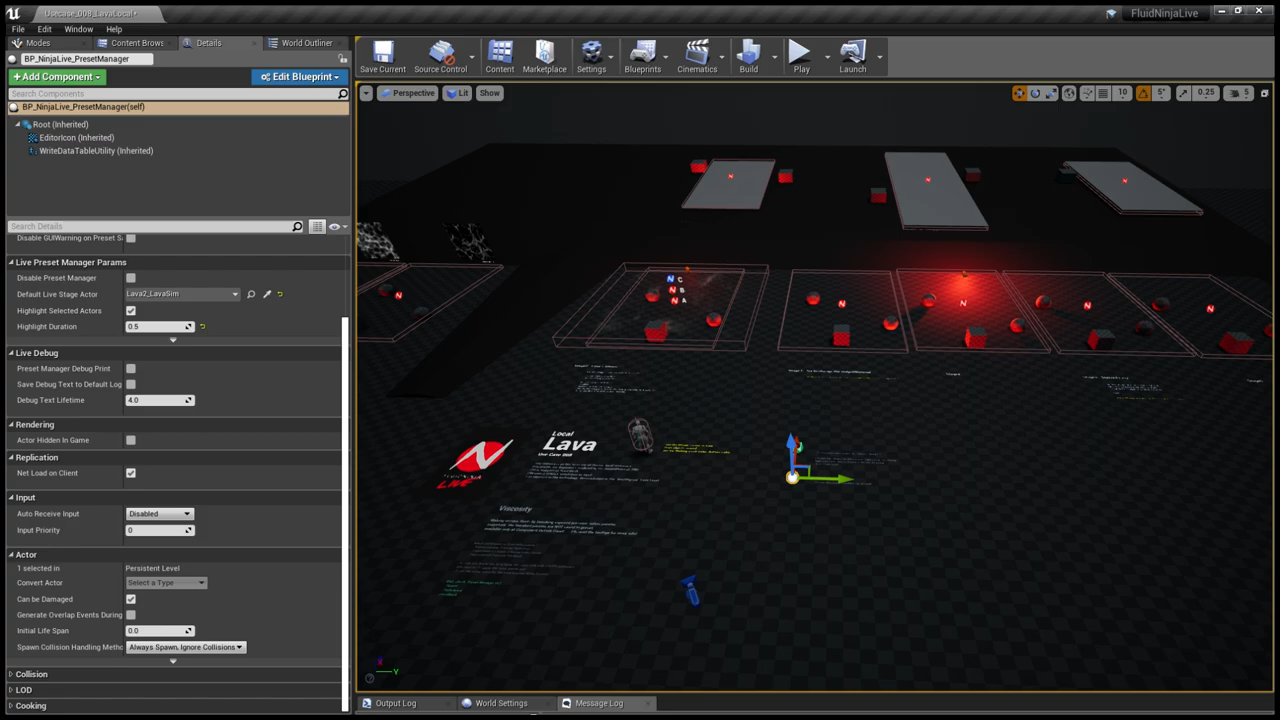 Usecase_008_LavaLocal*
FluidNinjaLive
File Edit Window Help
Modes Content Brows Details World Outliner
BP_NinjaLive_PresetManager
+Add Component Edit Blueprint
Search Components
BP_NinjaLive_PresetManager(self)
Root (Inherited)
EditorIcon (Inherited)
WriteDataTableUtility (Inherited)
Search Details
Disable GUIWarning on Preset Sa
Live Preset Manager Params
Disable Preset Manager
Default Live Stage Actor Lava2_LavaSim
Highlight Selected Actors
Highlight Duration 0.5
Live Debug
Preset Manager Debug Print
Save Debug Text to Default Log
Debug Text Lifetime 4.0
Rendering
Actor Hidden In Game
Replication
Net Load on Client
Input
Auto Receive Input Disabled
Input Priority 0
Actor
1 selected in Persistent Level
Convert Actor Select a Type
Can be Damaged
Generate Overlap Events During
Initial Life Span 0.0
Spawn Collision Handling Metho Always Spawn, Ignore Collisions
Collision
LOD
Cooking
Save Current Source Control Content Marketplace Settings Blueprints Cinematics Build Play Launch
Perspective Lit Show
10 5° 0.25 5
C
B
A
Local
Lava
Use Case 008
LIVE
Viscosity
X
Y
Output Log World Settings Message Log